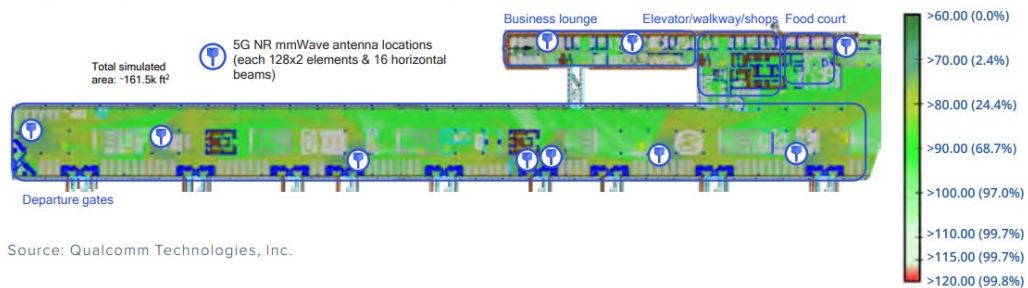 Business lounge
Elevator/walkway/shops
Food court
5G NR mmWave antenna locations
(each 128x2 elements & 16 horizontal
beams)
Total simulated
area: ~161.5k ft²
Departure gates
>60.00 (0.0%)
>70.00 (2.4%)
>80.00 (24.4%)
>90.00 (68.7%)
>100.00 (97.0%)
>110.00 (99.7%)
>115.00 (99.7%)
>120.00 (99.8%)
Source: Qualcomm Technologies, Inc.